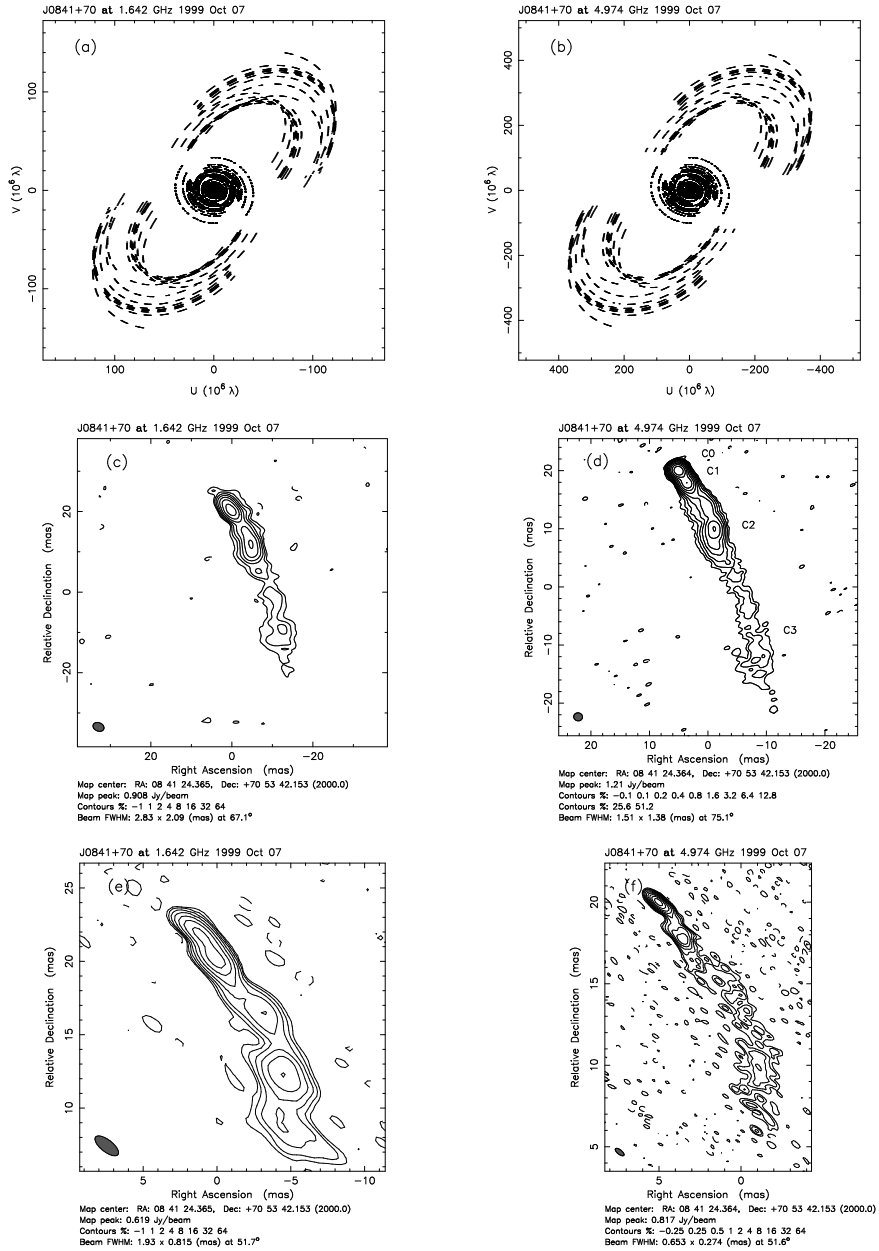 J0841+70 at 1.642 GHz 1999 Oct 07
(a)
100
0
−100
V (10⁶ λ)
100 0 −100
U (10⁶ λ)
J0841+70 at 4.974 GHz 1999 Oct 07
(b)
400
200
0
−200
−400
V (10⁶ λ)
400 200 0 −200 −400
U (10⁶ λ)
J0841+70 at 1.642 GHz 1999 Oct 07
(c)
20
0
−20
Relative Declination (mas)
20 0 −20
Right Ascension (mas)
Map center: RA: 08 41 24.365, Dec: +70 53 42.153 (2000.0)
Map peak: 0.908 Jy/beam
Contours %: −1 1 2 4 8 16 32 64
Beam FWHM: 2.83 x 2.09 (mas) at 67.1°
J0841+70 at 4.974 GHz 1999 Oct 07
(d)
C0
C1
C2
C3
20
10
0
−10
−20
Relative Declination (mas)
20 10 0 −10 −20
Right Ascension (mas)
Map center: RA: 08 41 24.364, Dec: +70 53 42.153 (2000.0)
Map peak: 1.21 Jy/beam
Contours %: −0.1 0.1 0.2 0.4 0.8 1.6 3.2 6.4 12.8
Contours %: 25.6 51.2
Beam FWHM: 1.51 x 1.38 (mas) at 75.1°
J0841+70 at 1.642 GHz 1999 Oct 07
(e)
25
20
15
10
Relative Declination (mas)
5 0 −5 −10
Right Ascension (mas)
Map center: RA: 08 41 24.365, Dec: +70 53 42.153 (2000.0)
Map peak: 0.619 Jy/beam
Contours %: −1 1 2 4 8 16 32 64
Beam FWHM: 1.93 x 0.815 (mas) at 51.7°
J0841+70 at 4.974 GHz 1999 Oct 07
(f)
20
15
10
5
Relative Declination (mas)
5 0
Right Ascension (mas)
Map center: RA: 08 41 24.364, Dec: +70 53 42.153 (2000.0)
Map peak: 0.817 Jy/beam
Contours %: −0.25 0.25 0.5 1 2 4 8 16 32 64
Beam FWHM: 0.653 x 0.274 (mas) at 51.6°